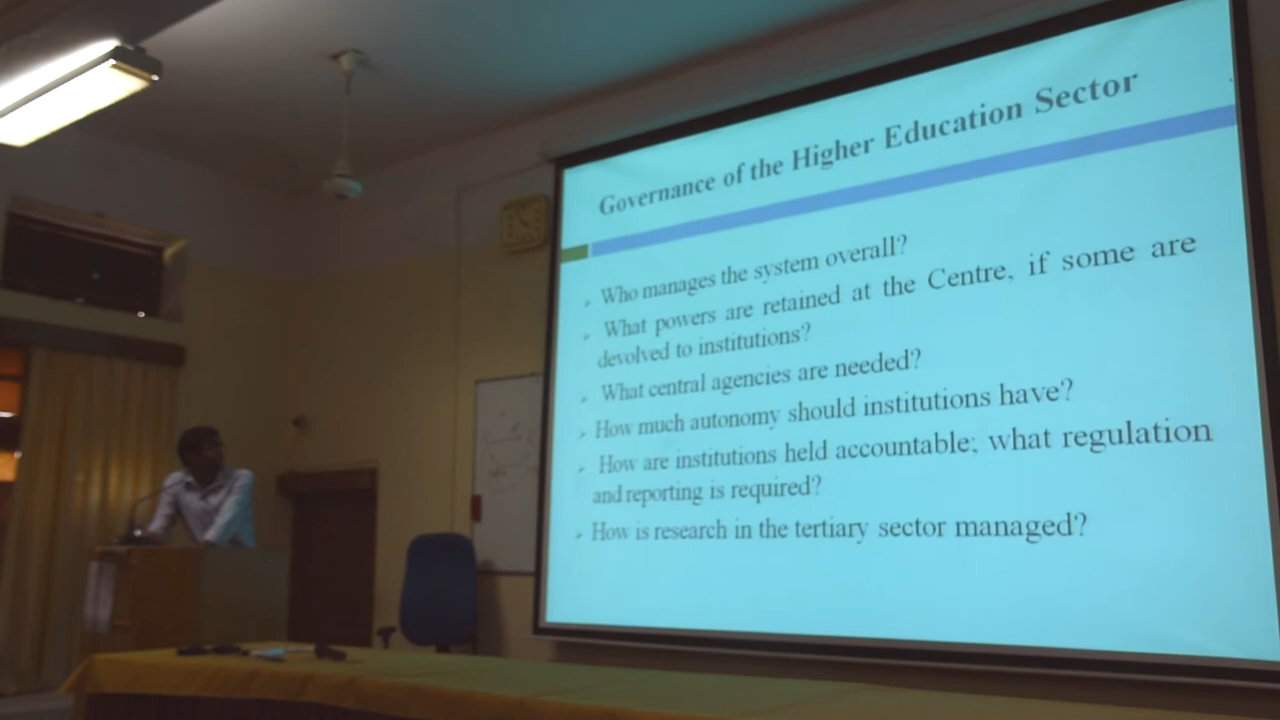 Governance of the Higher Education Sector
Who manages the system overall?
What powers are retained at the Centre, if some are
devolved to institutions?
What central agencies are needed?
How much autonomy should institutions have?
How are institutions held accountable; what regulation
and reporting is required?
How is research in the tertiary sector managed?